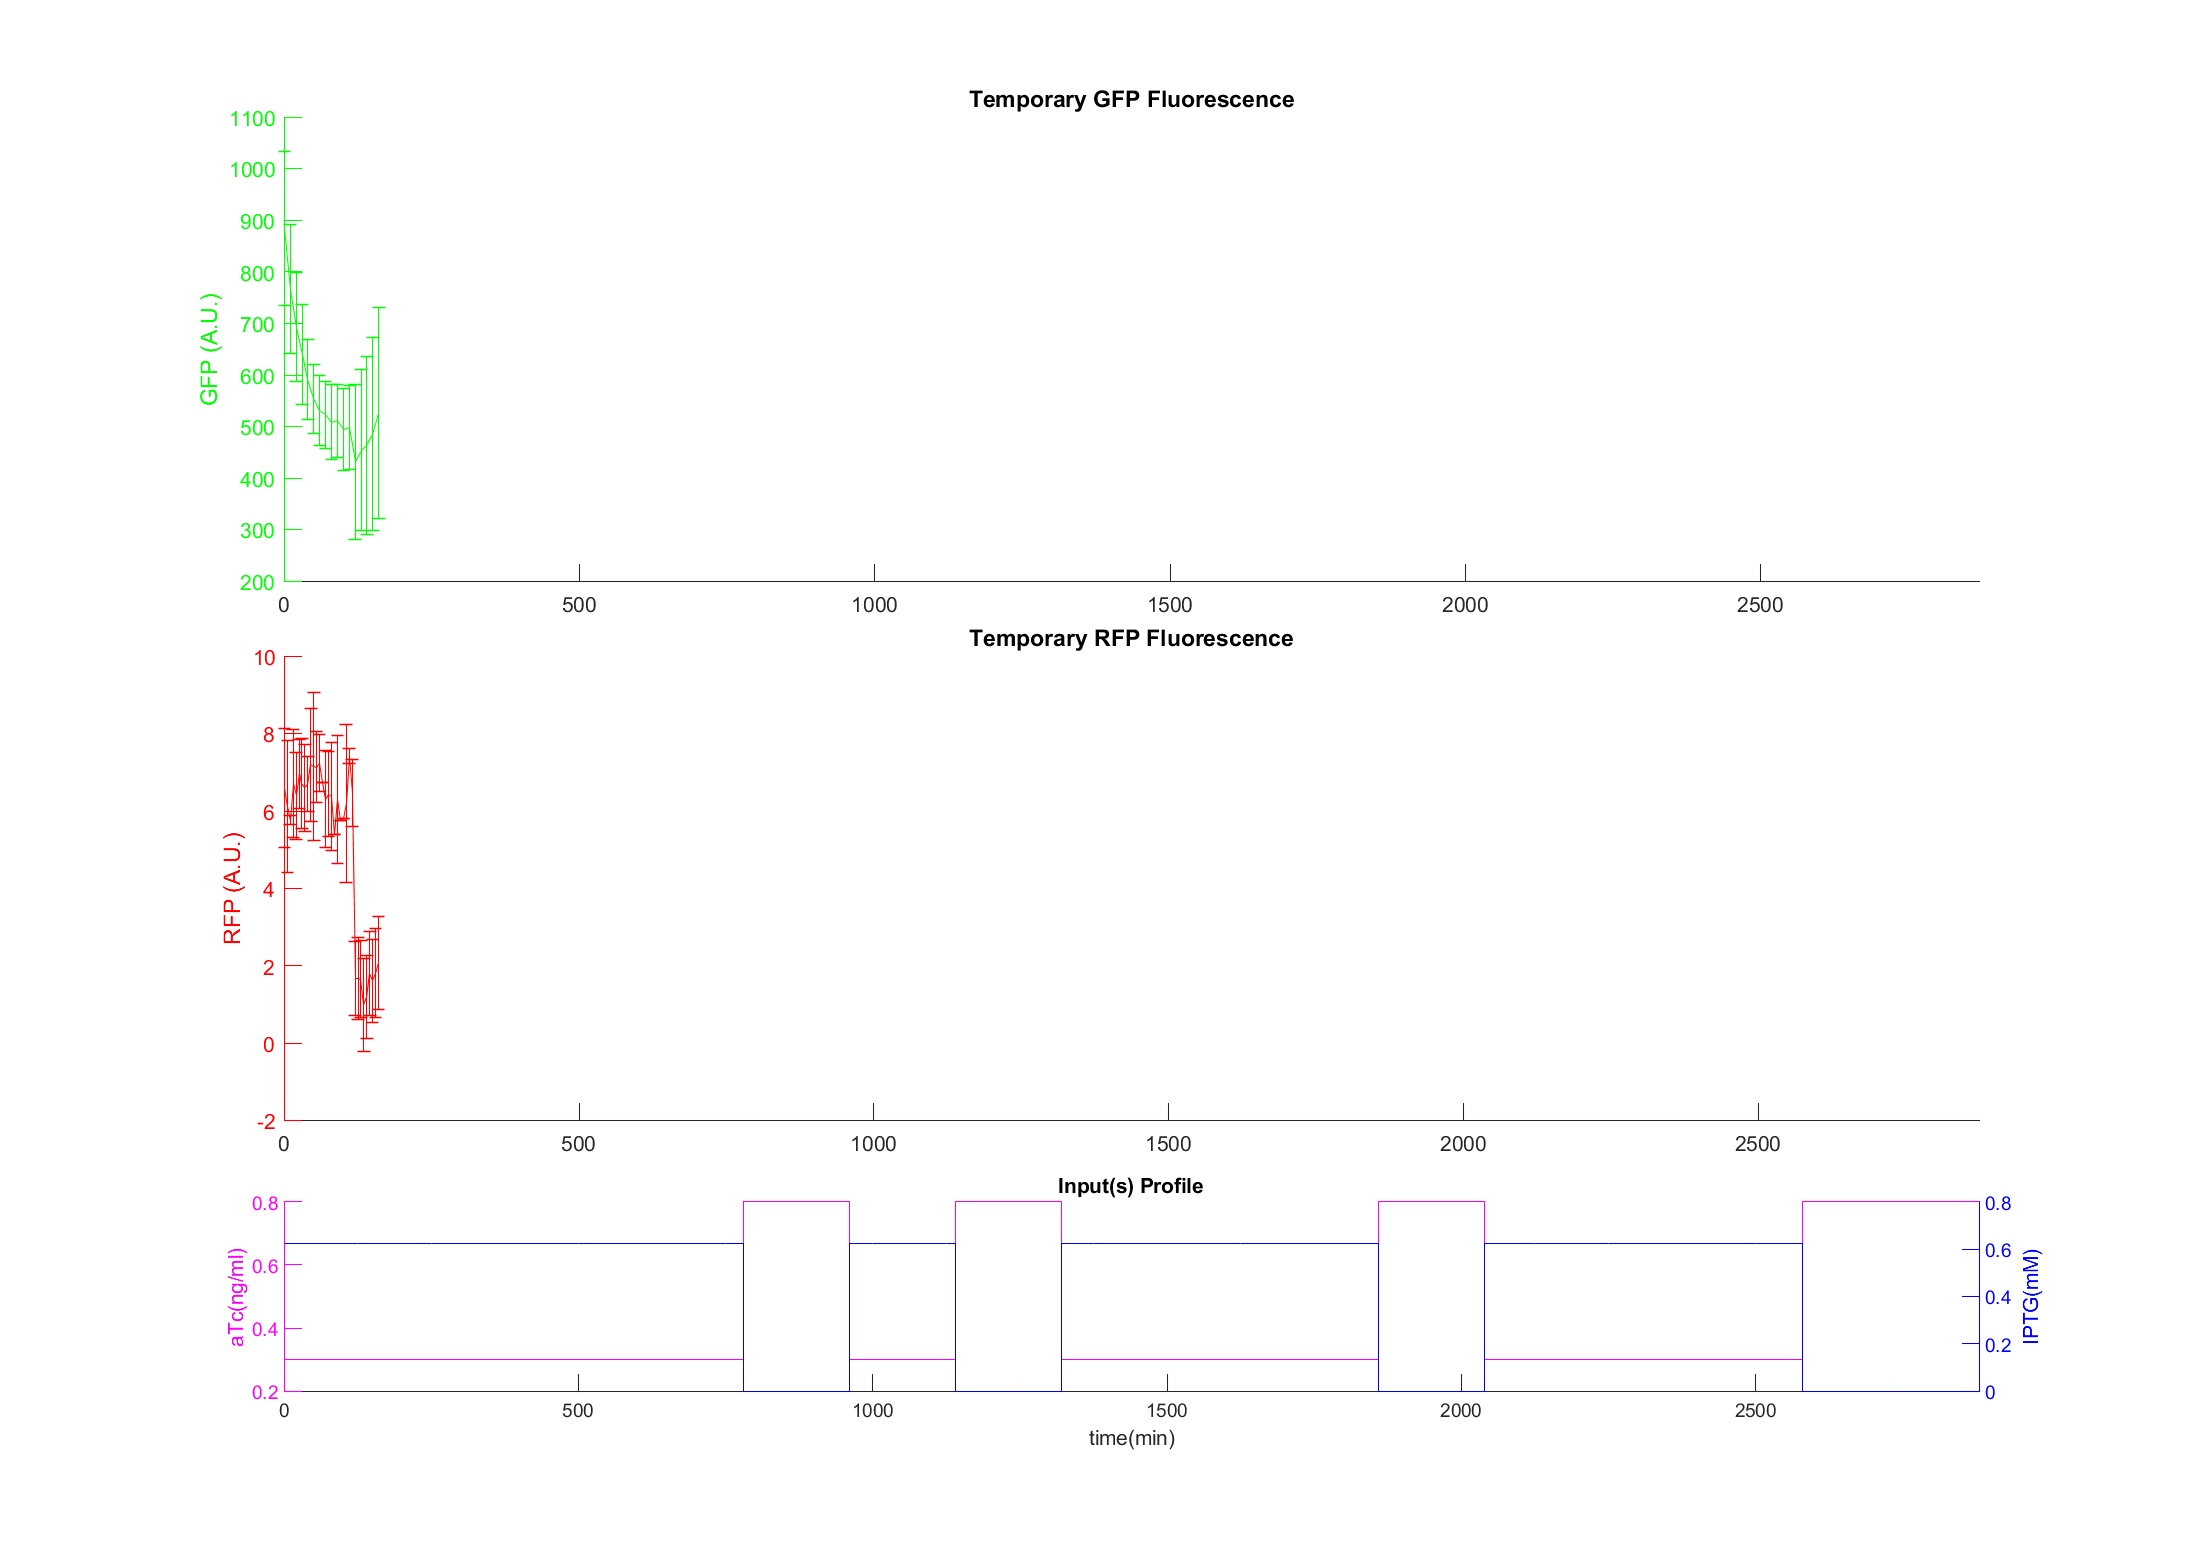 Temporary GFP Fluorescence
1100
1000
900
800
700
600
500
400
300
200
GFP (A.U.)
0 500 1000 1500 2000 2500
Temporary RFP Fluorescence
10
8
6
4
2
0
-2
RFP (A.U.)
0 500 1000 1500 2000 2500
Input(s) Profile
0.8
0.6
0.4
0.2
aTc(ng/ml)
0.8
0.6
0.4
0.2
0
IPTG(mM)
0 500 1000 1500 2000 2500
time(min)